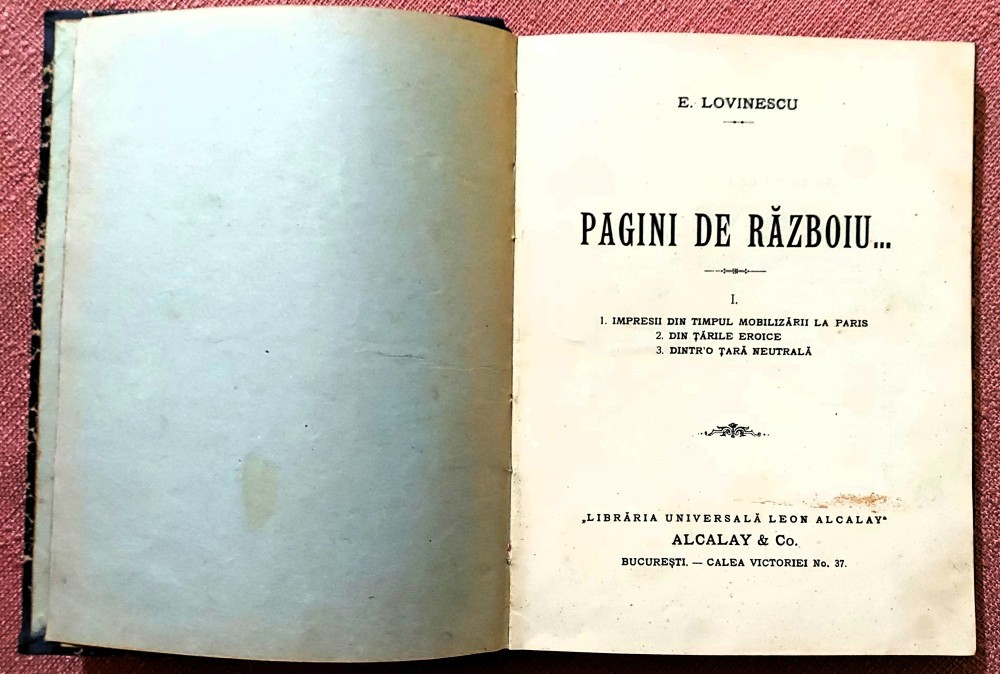 E. LOVINESCU
PAGINI DE RĂZBOIU...
I.
1. IMPRESII DIN TIMPUL MOBILIZĂRII LA PARIS
2. DIN ȚĂRILE EROICE
3. DINTR'O ȚARĂ NEUTRALĂ
„LIBRĂRIA UNIVERSALĂ LEON ALCALAY“
ALCALAY & Co.
BUCUREȘTI. — CALEA VICTORIEI No. 37.